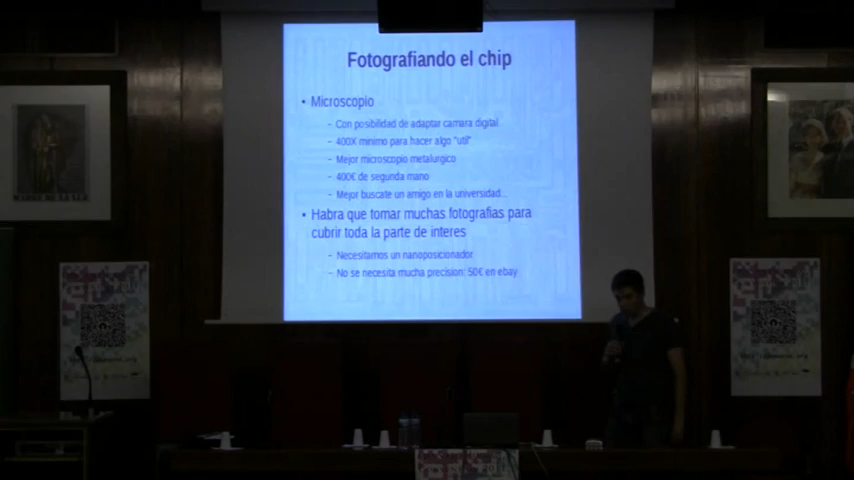 Fotografiando el chip
• Microscopio
– Con posibilidad de adaptar camara digital
– 400X minimo para hacer algo "util"
– Mejor microscopio metalurgico
– 400€ de segunda mano
– Mejor buscate un amigo en la universidad...
• Habra que tomar muchas fotografias para
cubrir toda la parte de interes
– Necesitamos un nanoposicionador
– No se necesita mucha precision: 50€ en ebay